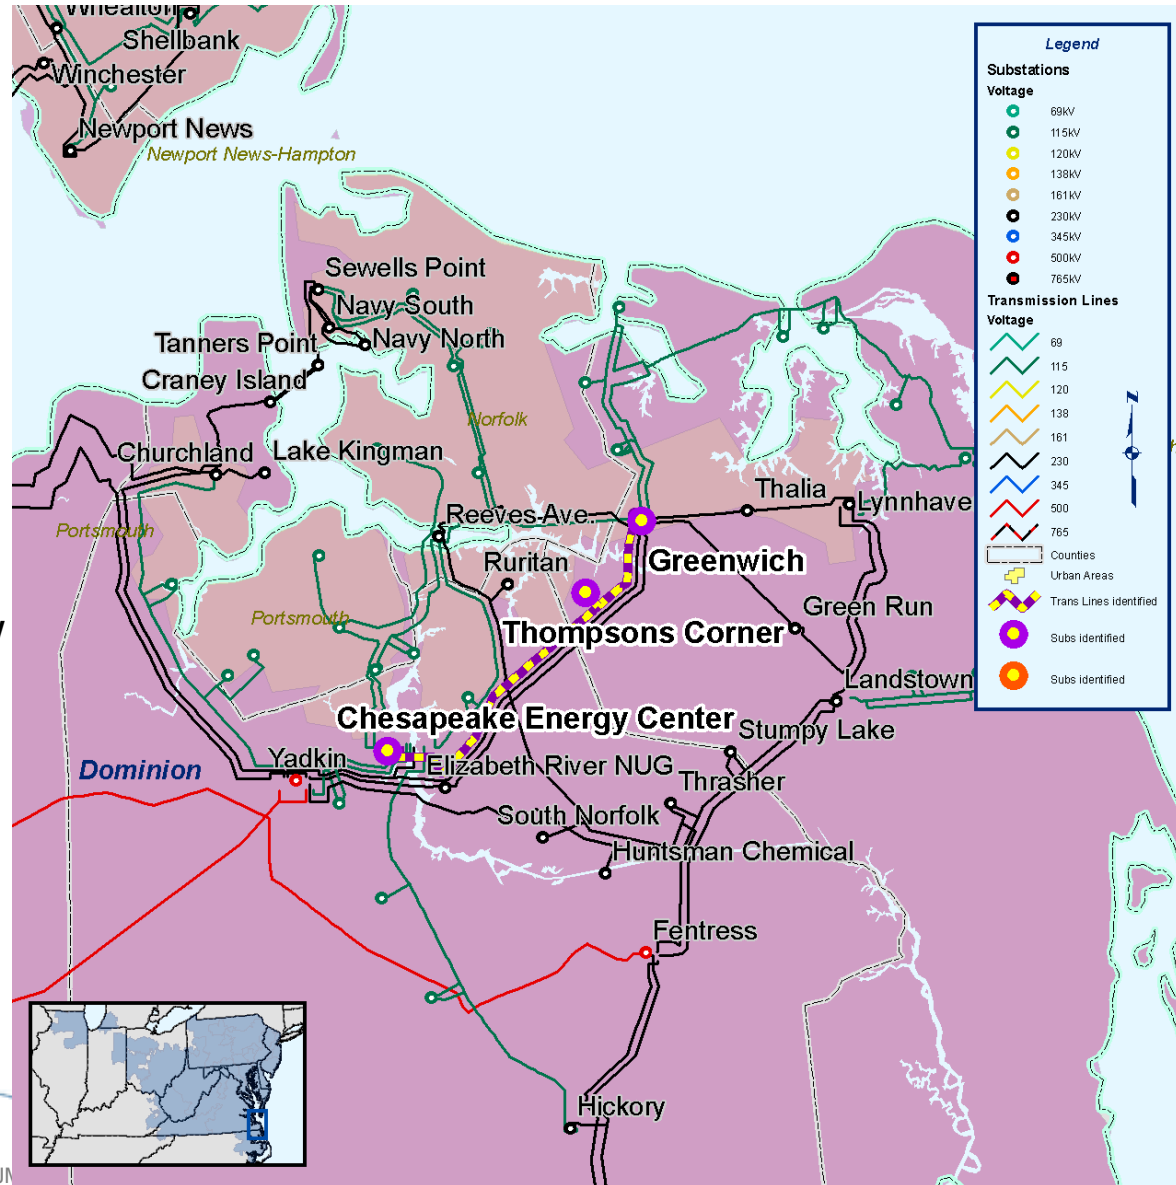 Whealton
Shellbank
Winchester
Newport News
Newport News-Hampton
Sewells Point
Navy South
Navy North
Tanners Point
Craney Island
Norfolk
Churchland
Lake Kingman
Thalia
Lynnhave
Reeves Ave.
Portsmouth
Greenwich
Ruritan
Green Run
Portsmouth
Thompsons Corner
Landstown
Chesapeake Energy Center
Stumpy Lake
Yadkin
Elizabeth River NUG
Dominion
Thrasher
South Norfolk
Huntsman Chemical
Fentress
Hickory
Legend
Substations
Voltage
69kV
115kV
120kV
138kV
161kV
230kV
345kV
500kV
765kV
Transmission Lines
Voltage
69
115
120
138
161
230
345
500
765
Counties
Urban Areas
Trans Lines identified
Subs identified
Subs identified
N